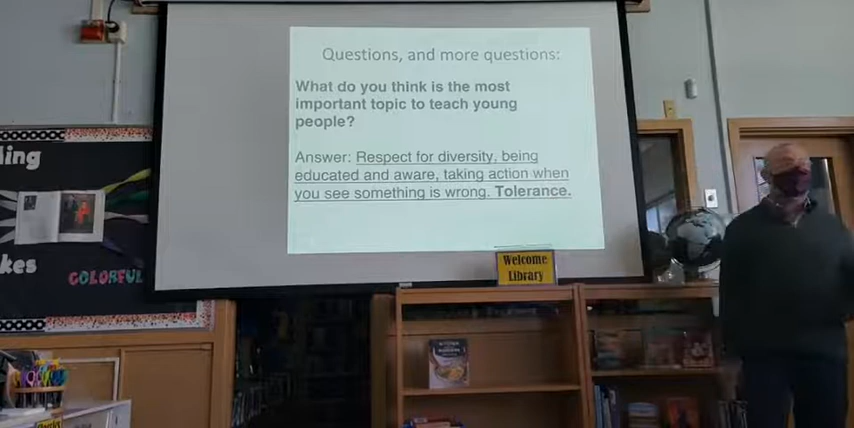 Questions, and more questions:
What do you think is the most
important topic to teach young
people?
Answer: Respect for diversity, being
educated and aware, taking action when
you see something is wrong. Tolerance.
Welcome
Library
ling
kes
COLORFUL